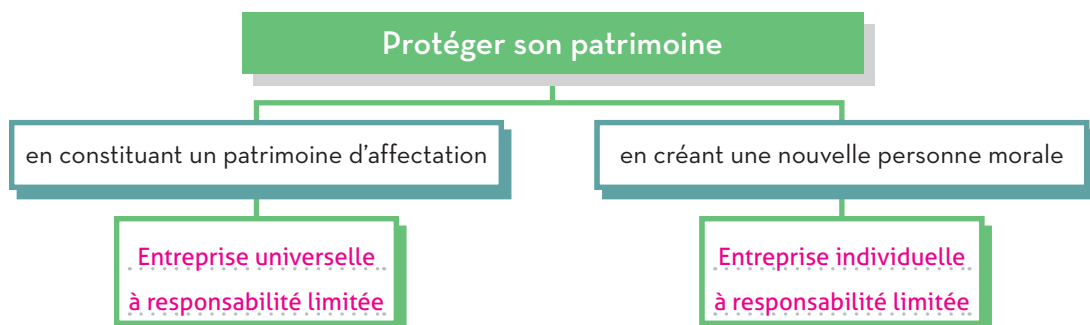 Protéger son patrimoine
en constituant un patrimoine d'affectation
en créant une nouvelle personne morale
Entreprise universelle
à responsabilité limitée
Entreprise individuelle
à responsabilité limitée